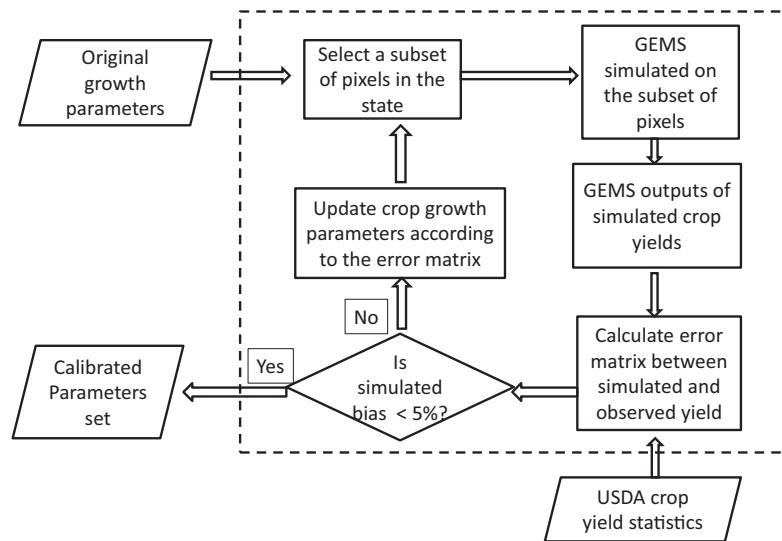 Original
growth
parameters
Select a subset
of pixels in the
state
GEMS
simulated on
the subset of
pixels
GEMS outputs of
simulated crop
yields
Update crop growth
parameters according
to the error matrix
No
Yes
Calibrated
Parameters
set
Is
simulated
bias < 5%?
Calculate error
matrix between
simulated and
observed yield
USDA crop
yield statistics